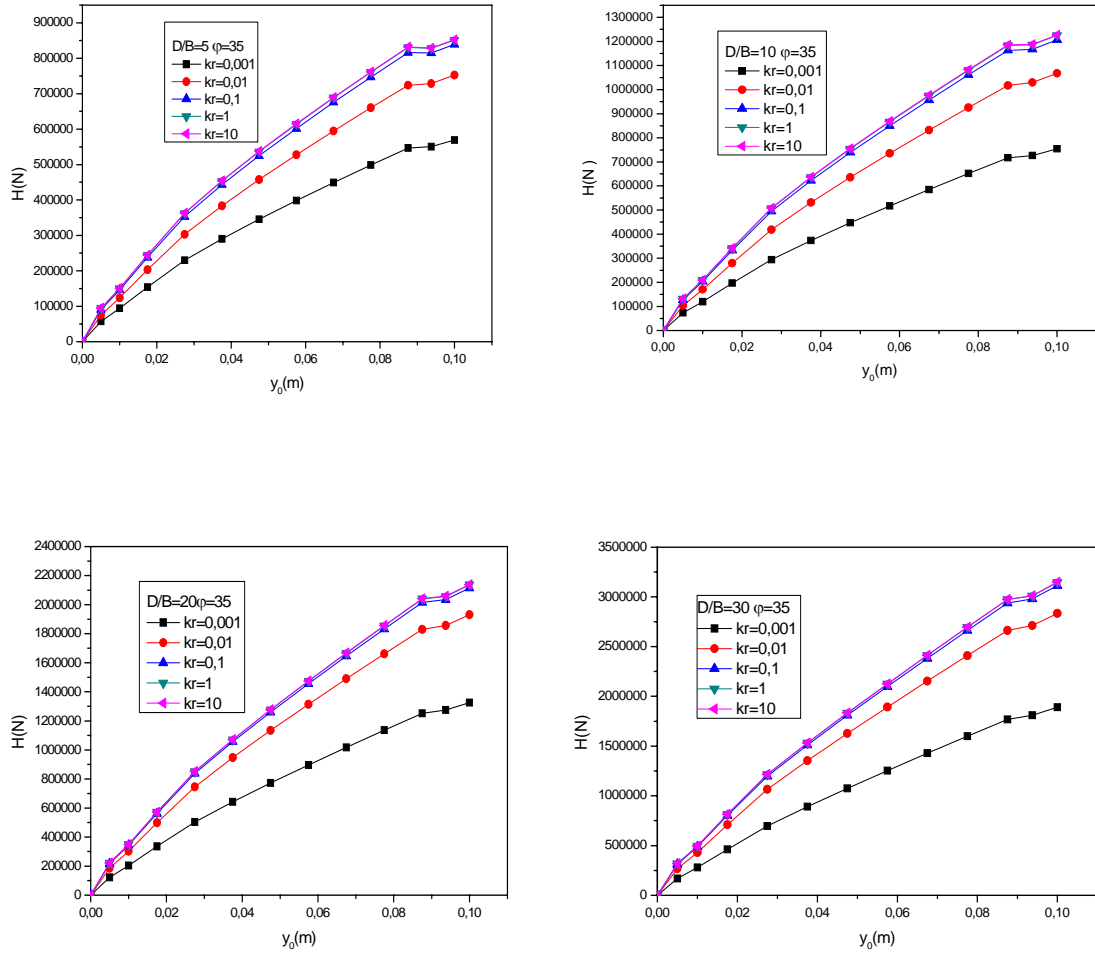 900000
800000
700000
600000
500000
400000
300000
200000
100000
0
H(N)
D/B=5 φ=35
kr=0,001
kr=0,01
kr=0,1
kr=1
kr=10
0,00 0,02 0,04 0,06 0,08 0,10
y₀(m)
1300000
1200000
1100000
1000000
900000
800000
700000
600000
500000
400000
300000
200000
100000
0
H(N )
D/B=10 φ=35
kr=0,001
kr=0,01
kr=0,1
kr=1
kr=10
0,00 0,02 0,04 0,06 0,08 0,10
y₀(m)
2400000
2200000
2000000
1800000
1600000
1400000
1200000
1000000
800000
600000
400000
200000
0
H(N)
D/B=20φ=35
kr=0,001
kr=0,01
kr=0,1
kr=1
kr=10
0,00 0,02 0,04 0,06 0,08 0,10
y₀(m)
3500000
3000000
2500000
2000000
1500000
1000000
500000
0
H(N)
D/B=30 φ=35
kr=0,001
kr=0,01
kr=0,1
kr=1
kr=10
0,00 0,02 0,04 0,06 0,08 0,10
y₀(m)